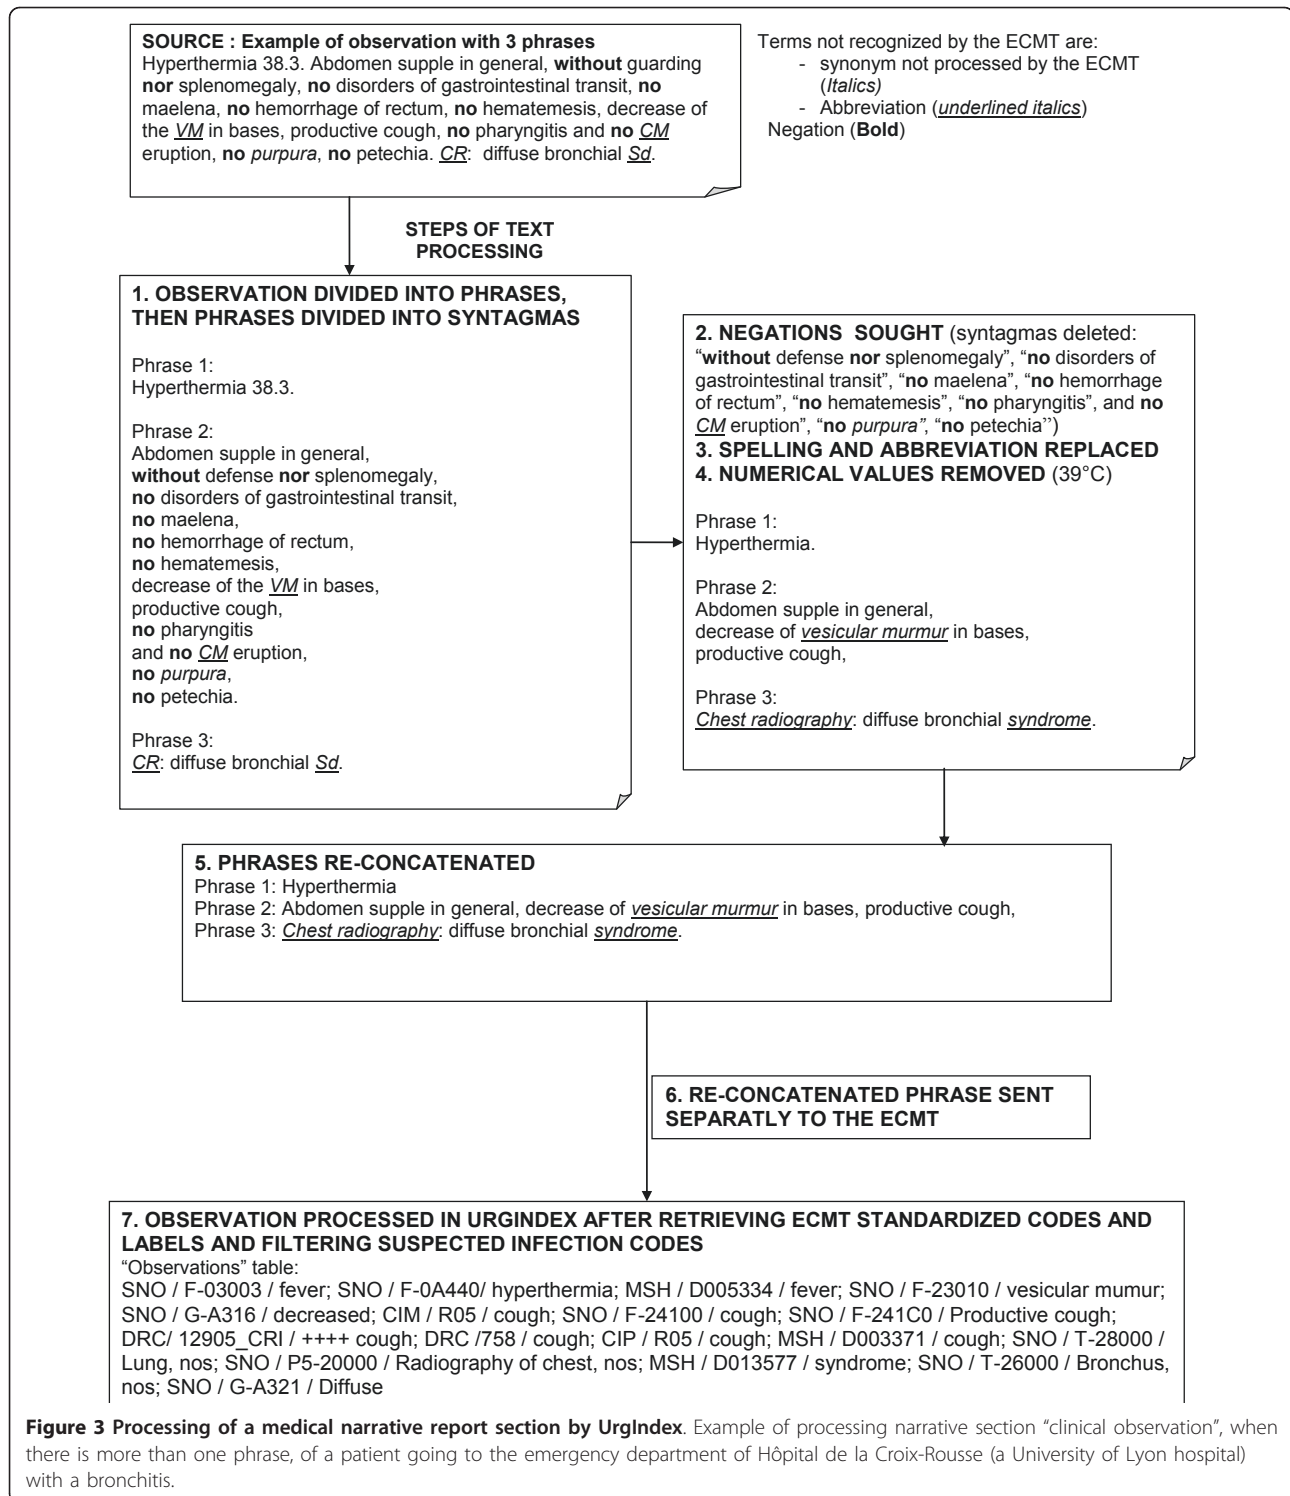 SOURCE : Example of observation with 3 phrases
Hyperthermia 38.3. Abdomen supple in general, without guarding
nor splenomegaly, no disorders of gastrointestinal transit, no
maelena, no hemorrhage of rectum, no hematemesis, decrease of
the VM in bases, productive cough, no pharyngitis and no CM
eruption, no purpura, no petechia. CR: diffuse bronchial Sd.
Terms not recognized by the ECMT are:
- synonym not processed by the ECMT
(Italics)
- Abbreviation (underlined italics)
Negation (Bold)
STEPS OF TEXT
PROCESSING
1. OBSERVATION DIVIDED INTO PHRASES,
THEN PHRASES DIVIDED INTO SYNTAGMAS
Phrase 1:
Hyperthermia 38.3.
Phrase 2:
Abdomen supple in general,
without defense nor splenomegaly,
no disorders of gastrointestinal transit,
no maelena,
no hemorrhage of rectum,
no hematemesis,
decrease of the VM in bases,
productive cough,
no pharyngitis
and no CM eruption,
no purpura,
no petechia.
Phrase 3:
CR: diffuse bronchial Sd.
2. NEGATIONS SOUGHT (syntagmas deleted:
“without defense nor splenomegaly”, “no disorders of
gastrointestinal transit”, “no maelena”, “no hemorrhage
of rectum”, “no hematemesis”, “no pharyngitis”, and no
CM eruption”, “no purpura”, “no petechia”)
3. SPELLING AND ABBREVIATION REPLACED
4. NUMERICAL VALUES REMOVED (39°C)
Phrase 1:
Hyperthermia.
Phrase 2:
Abdomen supple in general,
decrease of vesicular murmur in bases,
productive cough,
Phrase 3:
Chest radiography: diffuse bronchial syndrome.
5. PHRASES RE-CONCATENATED
Phrase 1: Hyperthermia
Phrase 2: Abdomen supple in general, decrease of vesicular murmur in bases, productive cough,
Phrase 3: Chest radiography: diffuse bronchial syndrome.
6. RE-CONCATENATED PHRASE SENT
SEPARATLY TO THE ECMT
7. OBSERVATION PROCESSED IN URGINDEX AFTER RETRIEVING ECMT STANDARDIZED CODES AND
LABELS AND FILTERING SUSPECTED INFECTION CODES
“Observations” table:
SNO / F-03003 / fever; SNO / F-0A440/ hyperthermia; MSH / D005334 / fever; SNO / F-23010 / vesicular mumur;
SNO / G-A316 / decreased; CIM / R05 / cough; SNO / F-24100 / cough; SNO / F-241C0 / Productive cough;
DRC/ 12905_CRI / ++++ cough; DRC /758 / cough; CIP / R05 / cough; MSH / D003371 / cough; SNO / T-28000 /
Lung, nos; SNO / P5-20000 / Radiography of chest, nos; MSH / D013577 / syndrome; SNO / T-26000 / Bronchus,
nos; SNO / G-A321 / Diffuse
Figure 3 Processing of a medical narrative report section by UrgIndex. Example of processing narrative section “clinical observation”, when
there is more than one phrase, of a patient going to the emergency department of Hôpital de la Croix-Rousse (a University of Lyon hospital)
with a bronchitis.